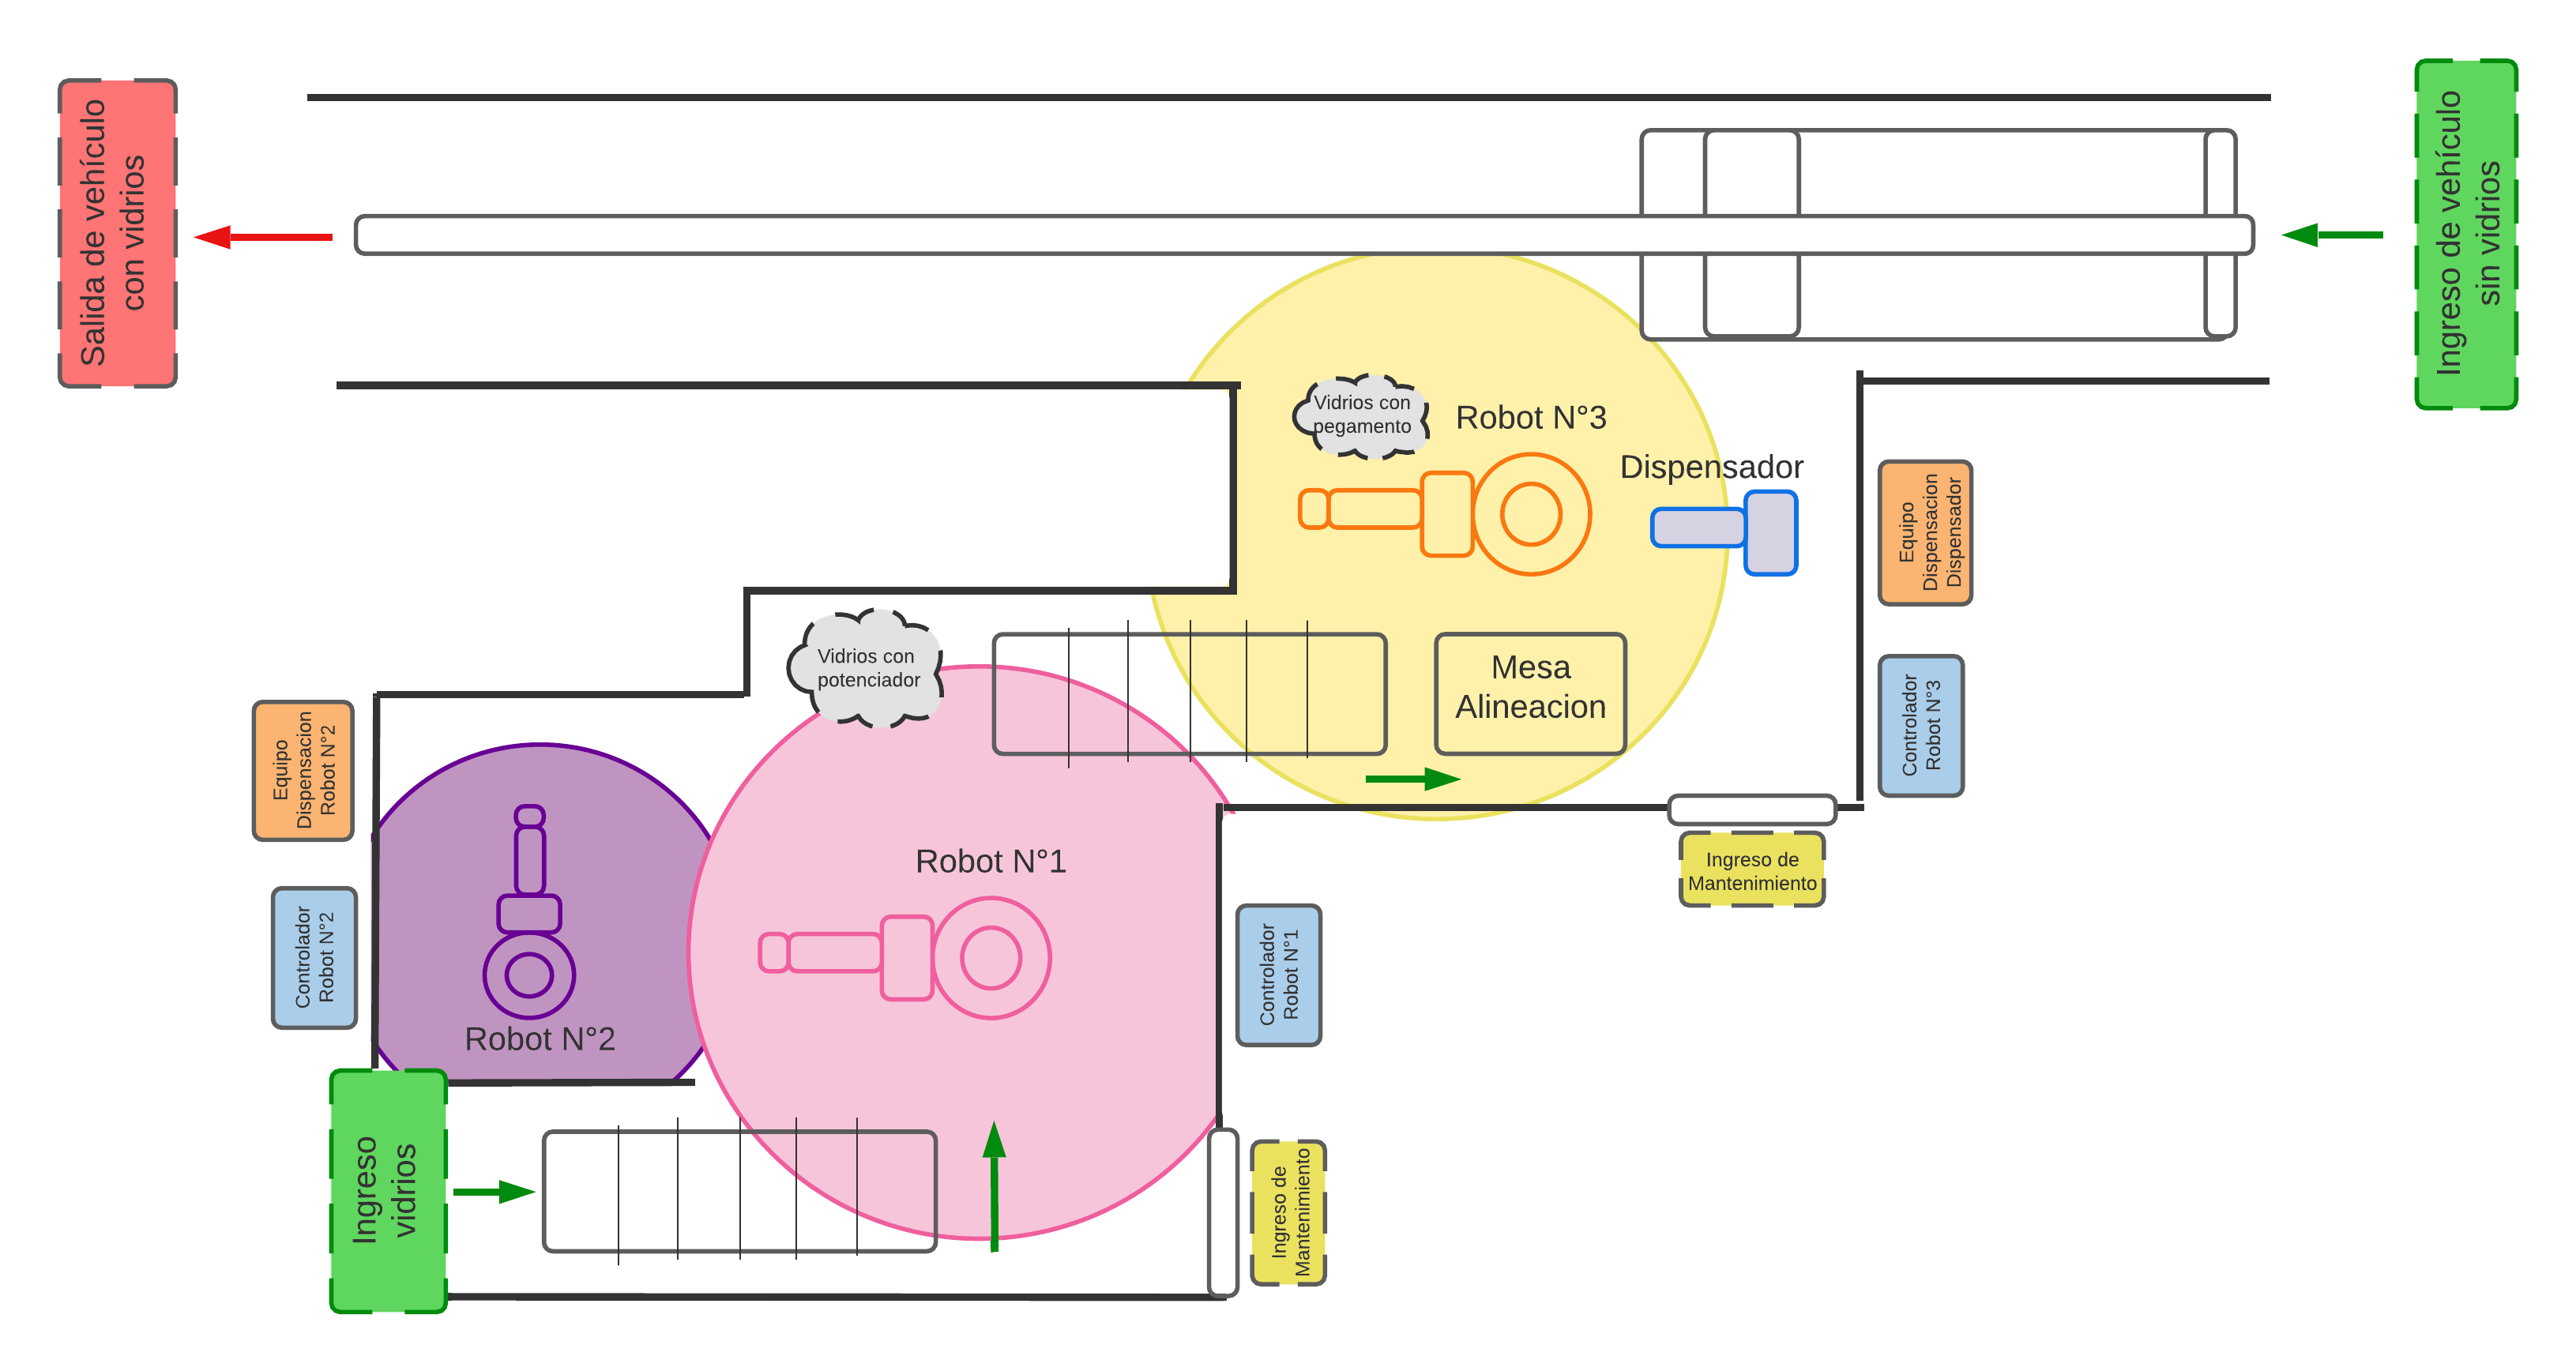 Salida de vehículo
con vidrios
Ingreso de vehículo
sin vidrios
Vidrios con
pegamento
Robot N°3
Dispensador
Equipo
Dispensacion
Dispensador
Vidrios con
potenciador
Mesa
Alineacion
Controlador
Robot N°3
Equipo
Dispensacion
Robot N°2
Robot N°1
Ingreso de
Mantenimiento
Controlador
Robot N°2
Controlador
Robot N°1
Robot N°2
Ingreso
vidrios
Ingreso de
Mantenimiento